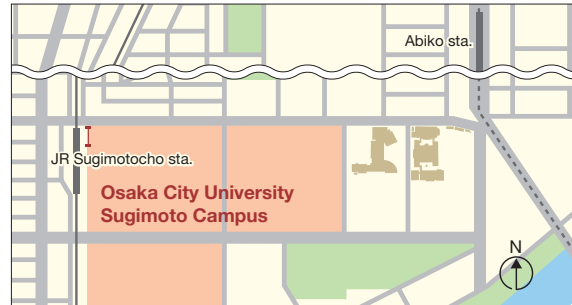 Abiko sta.
JR Sugimotocho sta.
Osaka City University
Sugimoto Campus
N